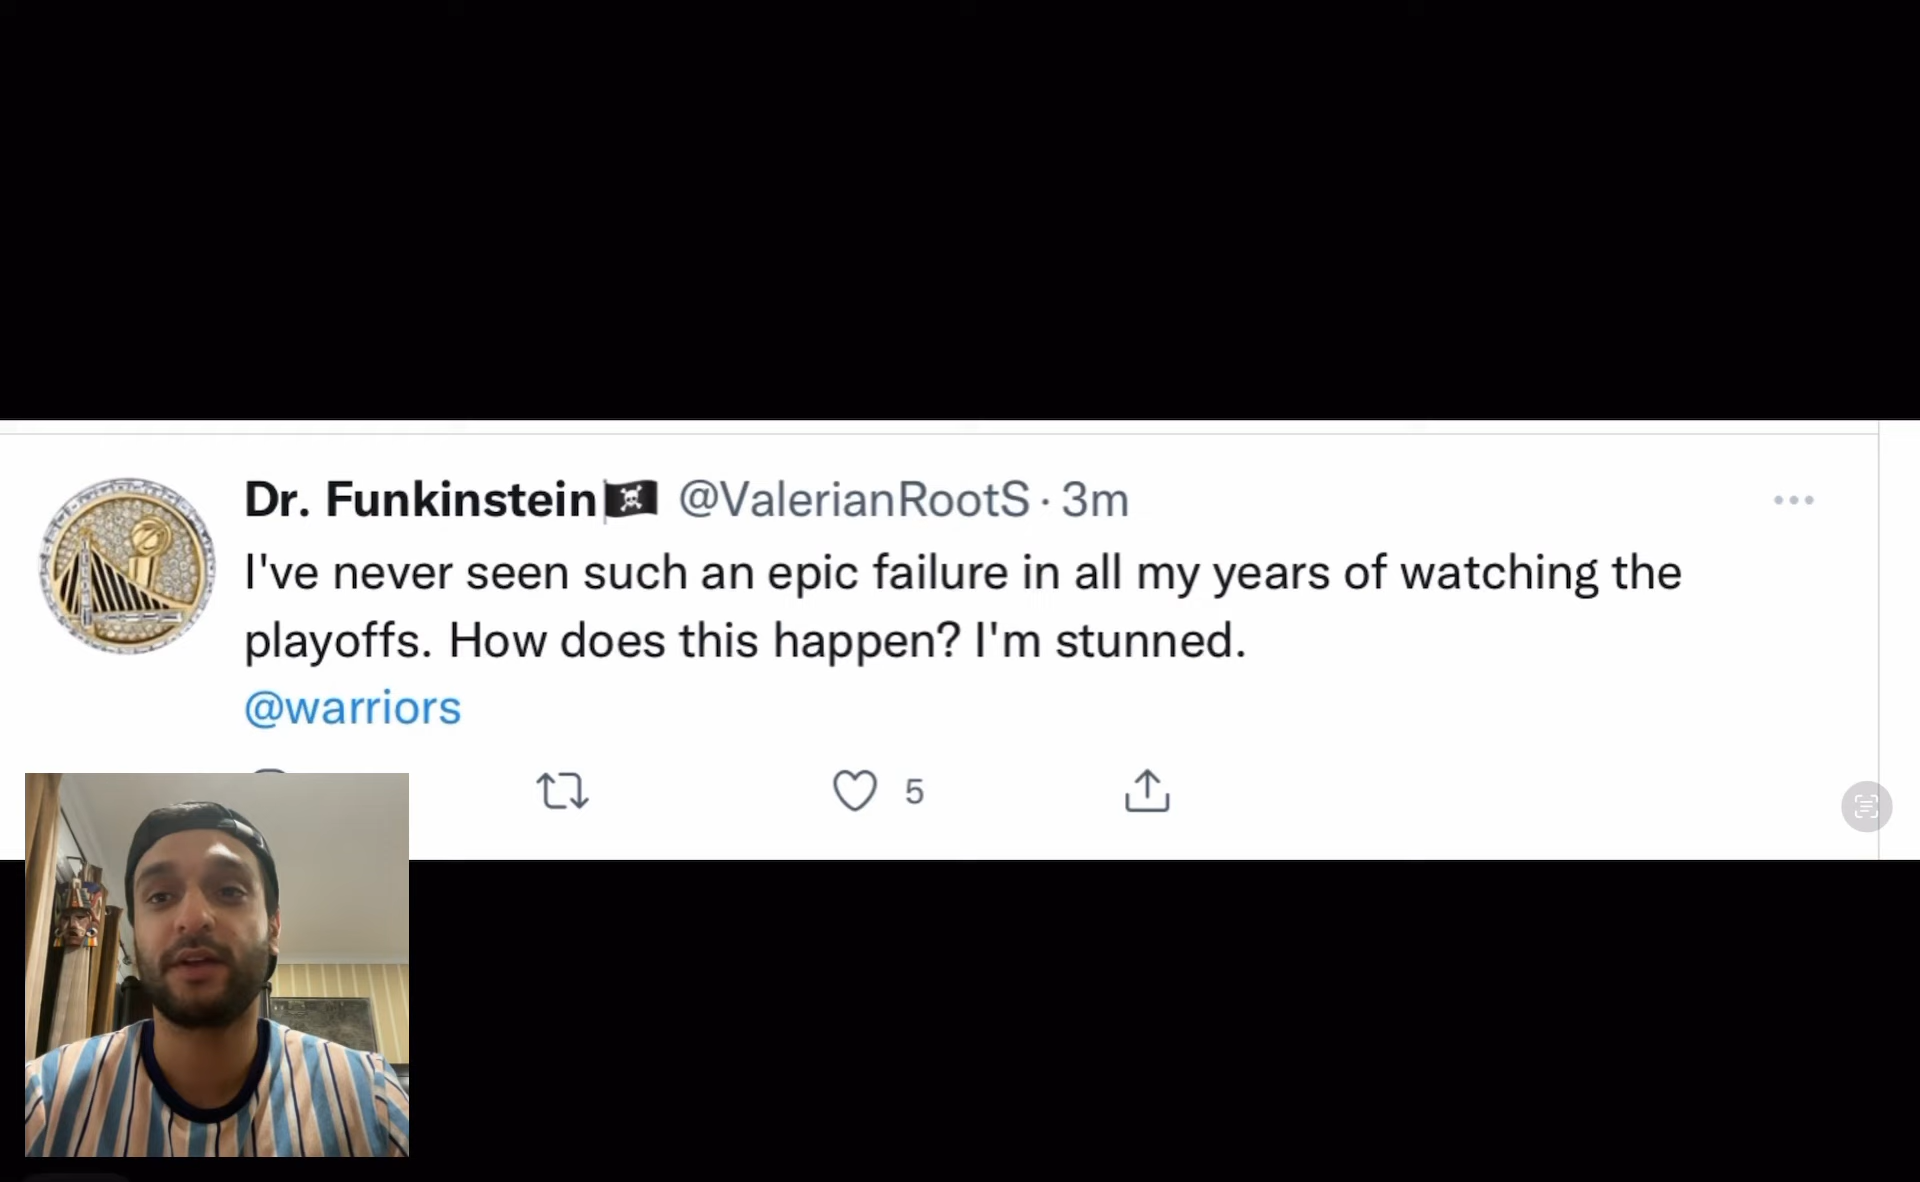 Dr. Funkinstein🏴‍☠️ @ValerianRootS · 3m
I've never seen such an epic failure in all my years of watching the
playoffs. How does this happen? I'm stunned.
@warriors
5